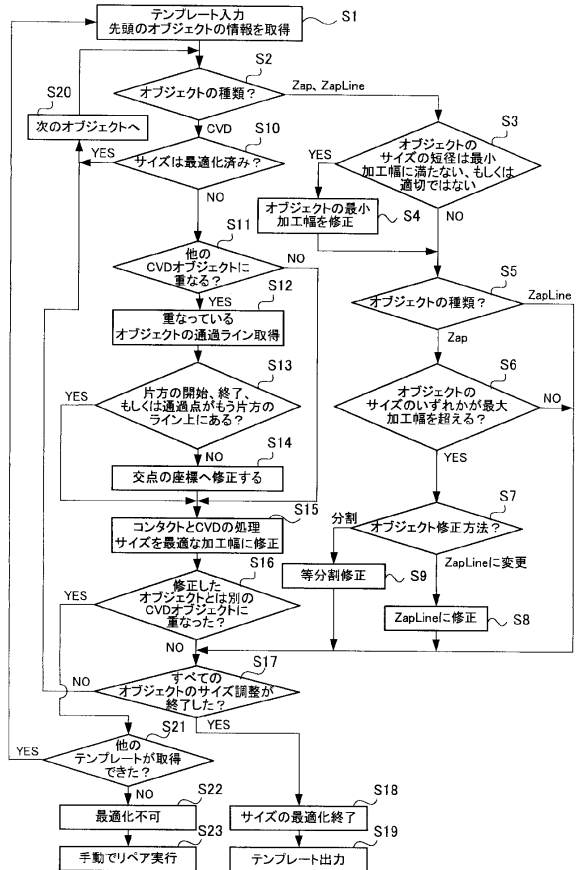 テンプレート入力
先頭のオブジェクトの情報を取得
S1
S2
オブジェクトの種類?
Zap、ZapLine
CVD
S20
次のオブジェクトへ
S10
サイズは最適化済み?
YES
NO
S3
オブジェクトの
サイズの短径は最小
加工幅に満たない、もしくは
適切ではない
YES
NO
オブジェクトの最小
加工幅を修正
S4
S11
他の
CVDオブジェクトに
重なる?
NO
YES
S12
重なっている
オブジェクトの通過ライン取得
S5
オブジェクトの種類?
ZapLine
Zap
S13
片方の開始、終了、
もしくは通過点がもう片方の
ライン上にある?
YES
NO
S6
オブジェクトの
サイズのいずれかが最大
加工幅を超える?
NO
YES
S14
交点の座標へ修正する
S15
コンタクトとCVDの処理
サイズを最適な加工幅に修正
S7
オブジェクト修正方法?
分割
ZapLineに変更
等分割修正
S9
ZapLineに修正
S8
S16
修正した
オブジェクトとは別の
CVDオブジェクトに
重なった?
YES
NO
S17
すべての
オブジェクトのサイズ調整が
終了した?
NO
YES
S21
他の
テンプレートが取得
できた?
YES
NO
S22
最適化不可
S23
手動でリペア実行
S18
サイズの最適化終了
S19
テンプレート出力